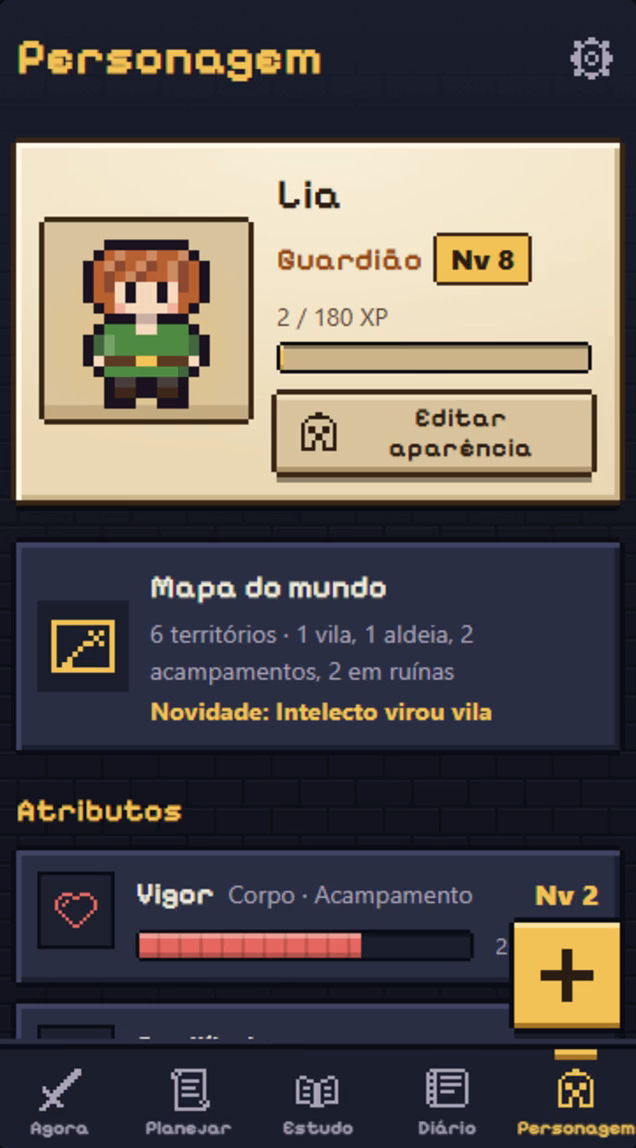 Personagem
Lia
Guardião Nv 8
2 / 180 XP
Editar
aparência
Mapa do mundo
6 territórios · 1 vila, 1 aldeia, 2
acampamentos, 2 em ruínas
Novidade: Intelecto virou vila
Atributos
Vigor Corpo · Acampamento Nv 2
Agora Planejar Estudo Diário Personagem